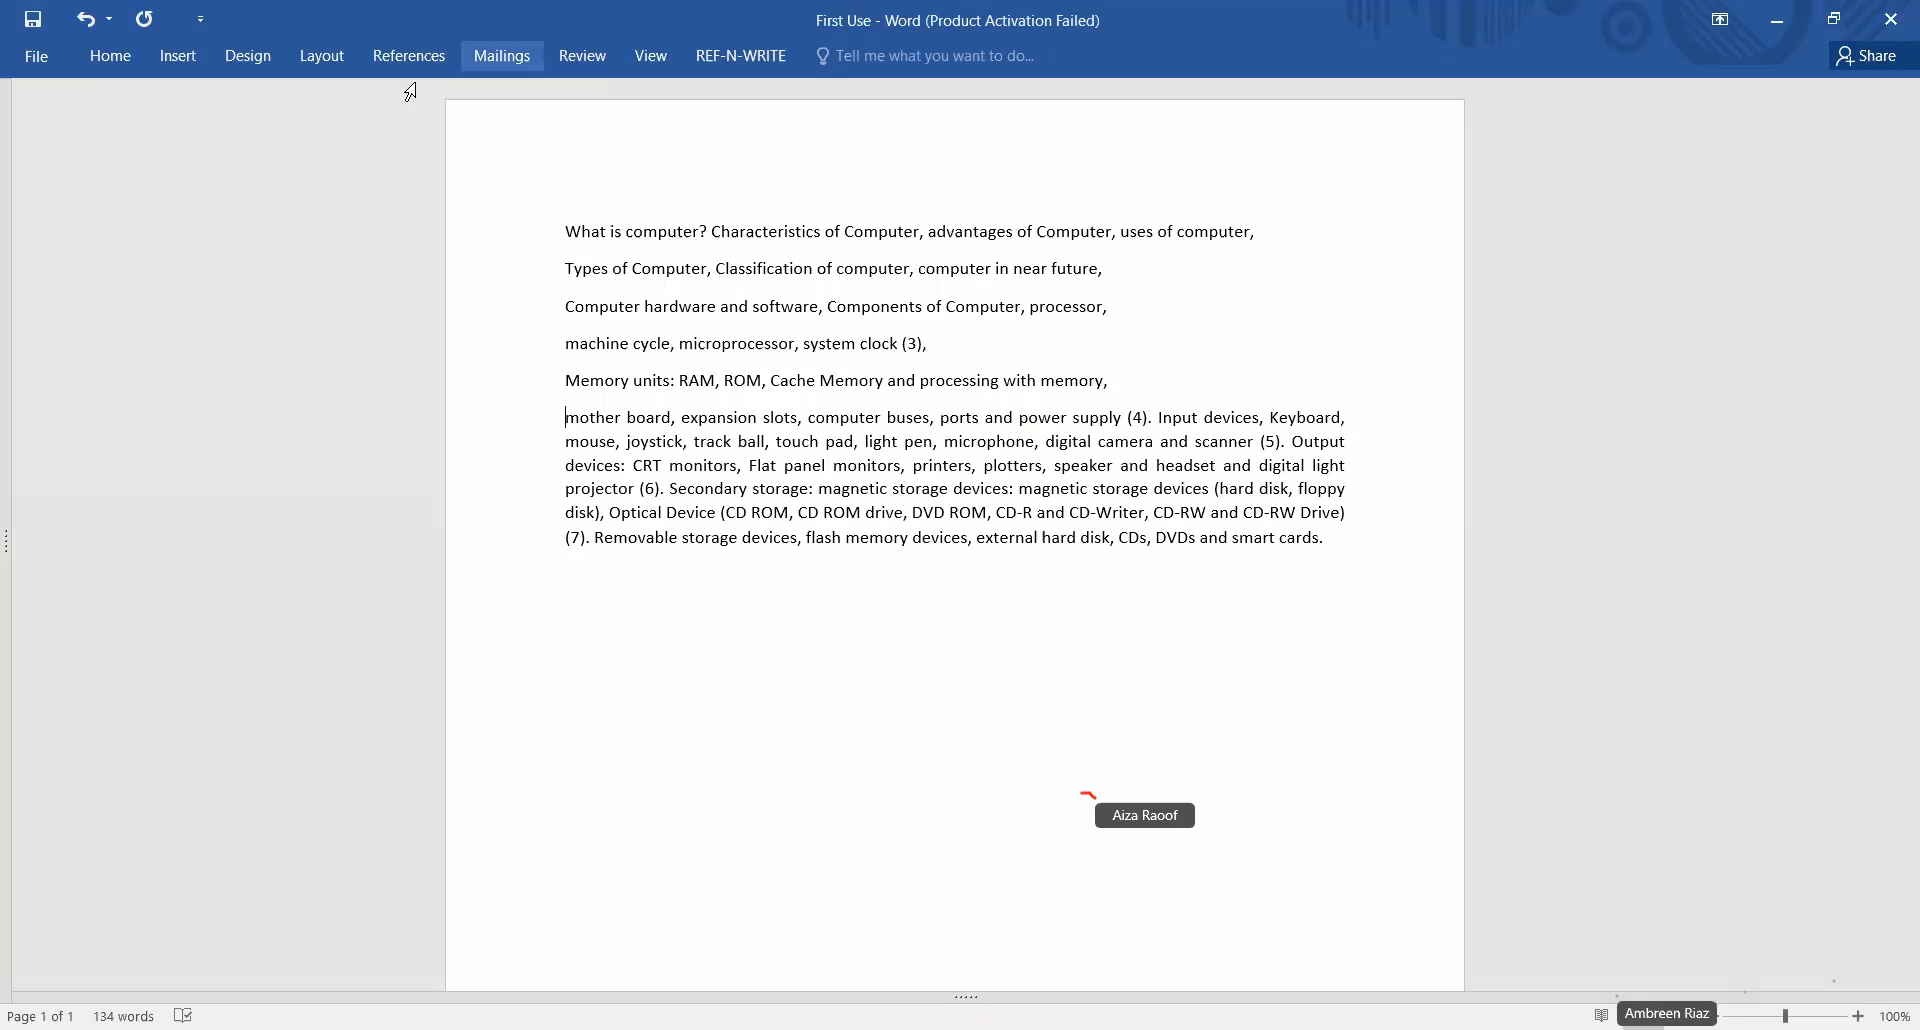 First Use - Word (Product Activation Failed)
File Home Insert Design Layout References Mailings Review View REF-N-WRITE Tell me what you want to do... Share
What is computer? Characteristics of Computer, advantages of Computer, uses of computer,
Types of Computer, Classification of computer, computer in near future,
Computer hardware and software, Components of Computer, processor,
machine cycle, microprocessor, system clock (3),
Memory units: RAM, ROM, Cache Memory and processing with memory,
mother board, expansion slots, computer buses, ports and power supply (4). Input devices, Keyboard,
mouse, joystick, track ball, touch pad, light pen, microphone, digital camera and scanner (5). Output
devices: CRT monitors, Flat panel monitors, printers, plotters, speaker and headset and digital light
projector (6). Secondary storage: magnetic storage devices: magnetic storage devices (hard disk, floppy
disk), Optical Device (CD ROM, CD ROM drive, DVD ROM, CD-R and CD-Writer, CD-RW and CD-RW Drive)
(7). Removable storage devices, flash memory devices, external hard disk, CDs, DVDs and smart cards.
Aiza Raoof
Page 1 of 1 134 words Ambreen Riaz 100%